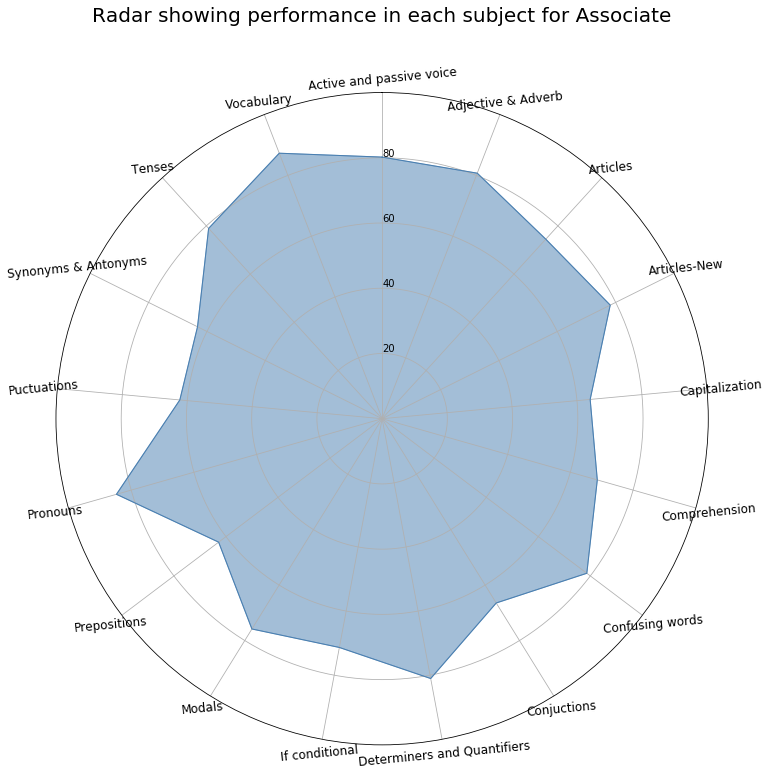 Radar showing performance in each subject for Associate
Active and passive voice
Adjective & Adverb
Articles
Articles-New
Capitalization
Comprehension
Confusing words
Conjuctions
Determiners and Quantifiers
If conditional
Modals
Prepositions
Pronouns
Puctuations
Synonyms & Antonyms
Tenses
Vocabulary
80
60
40
20